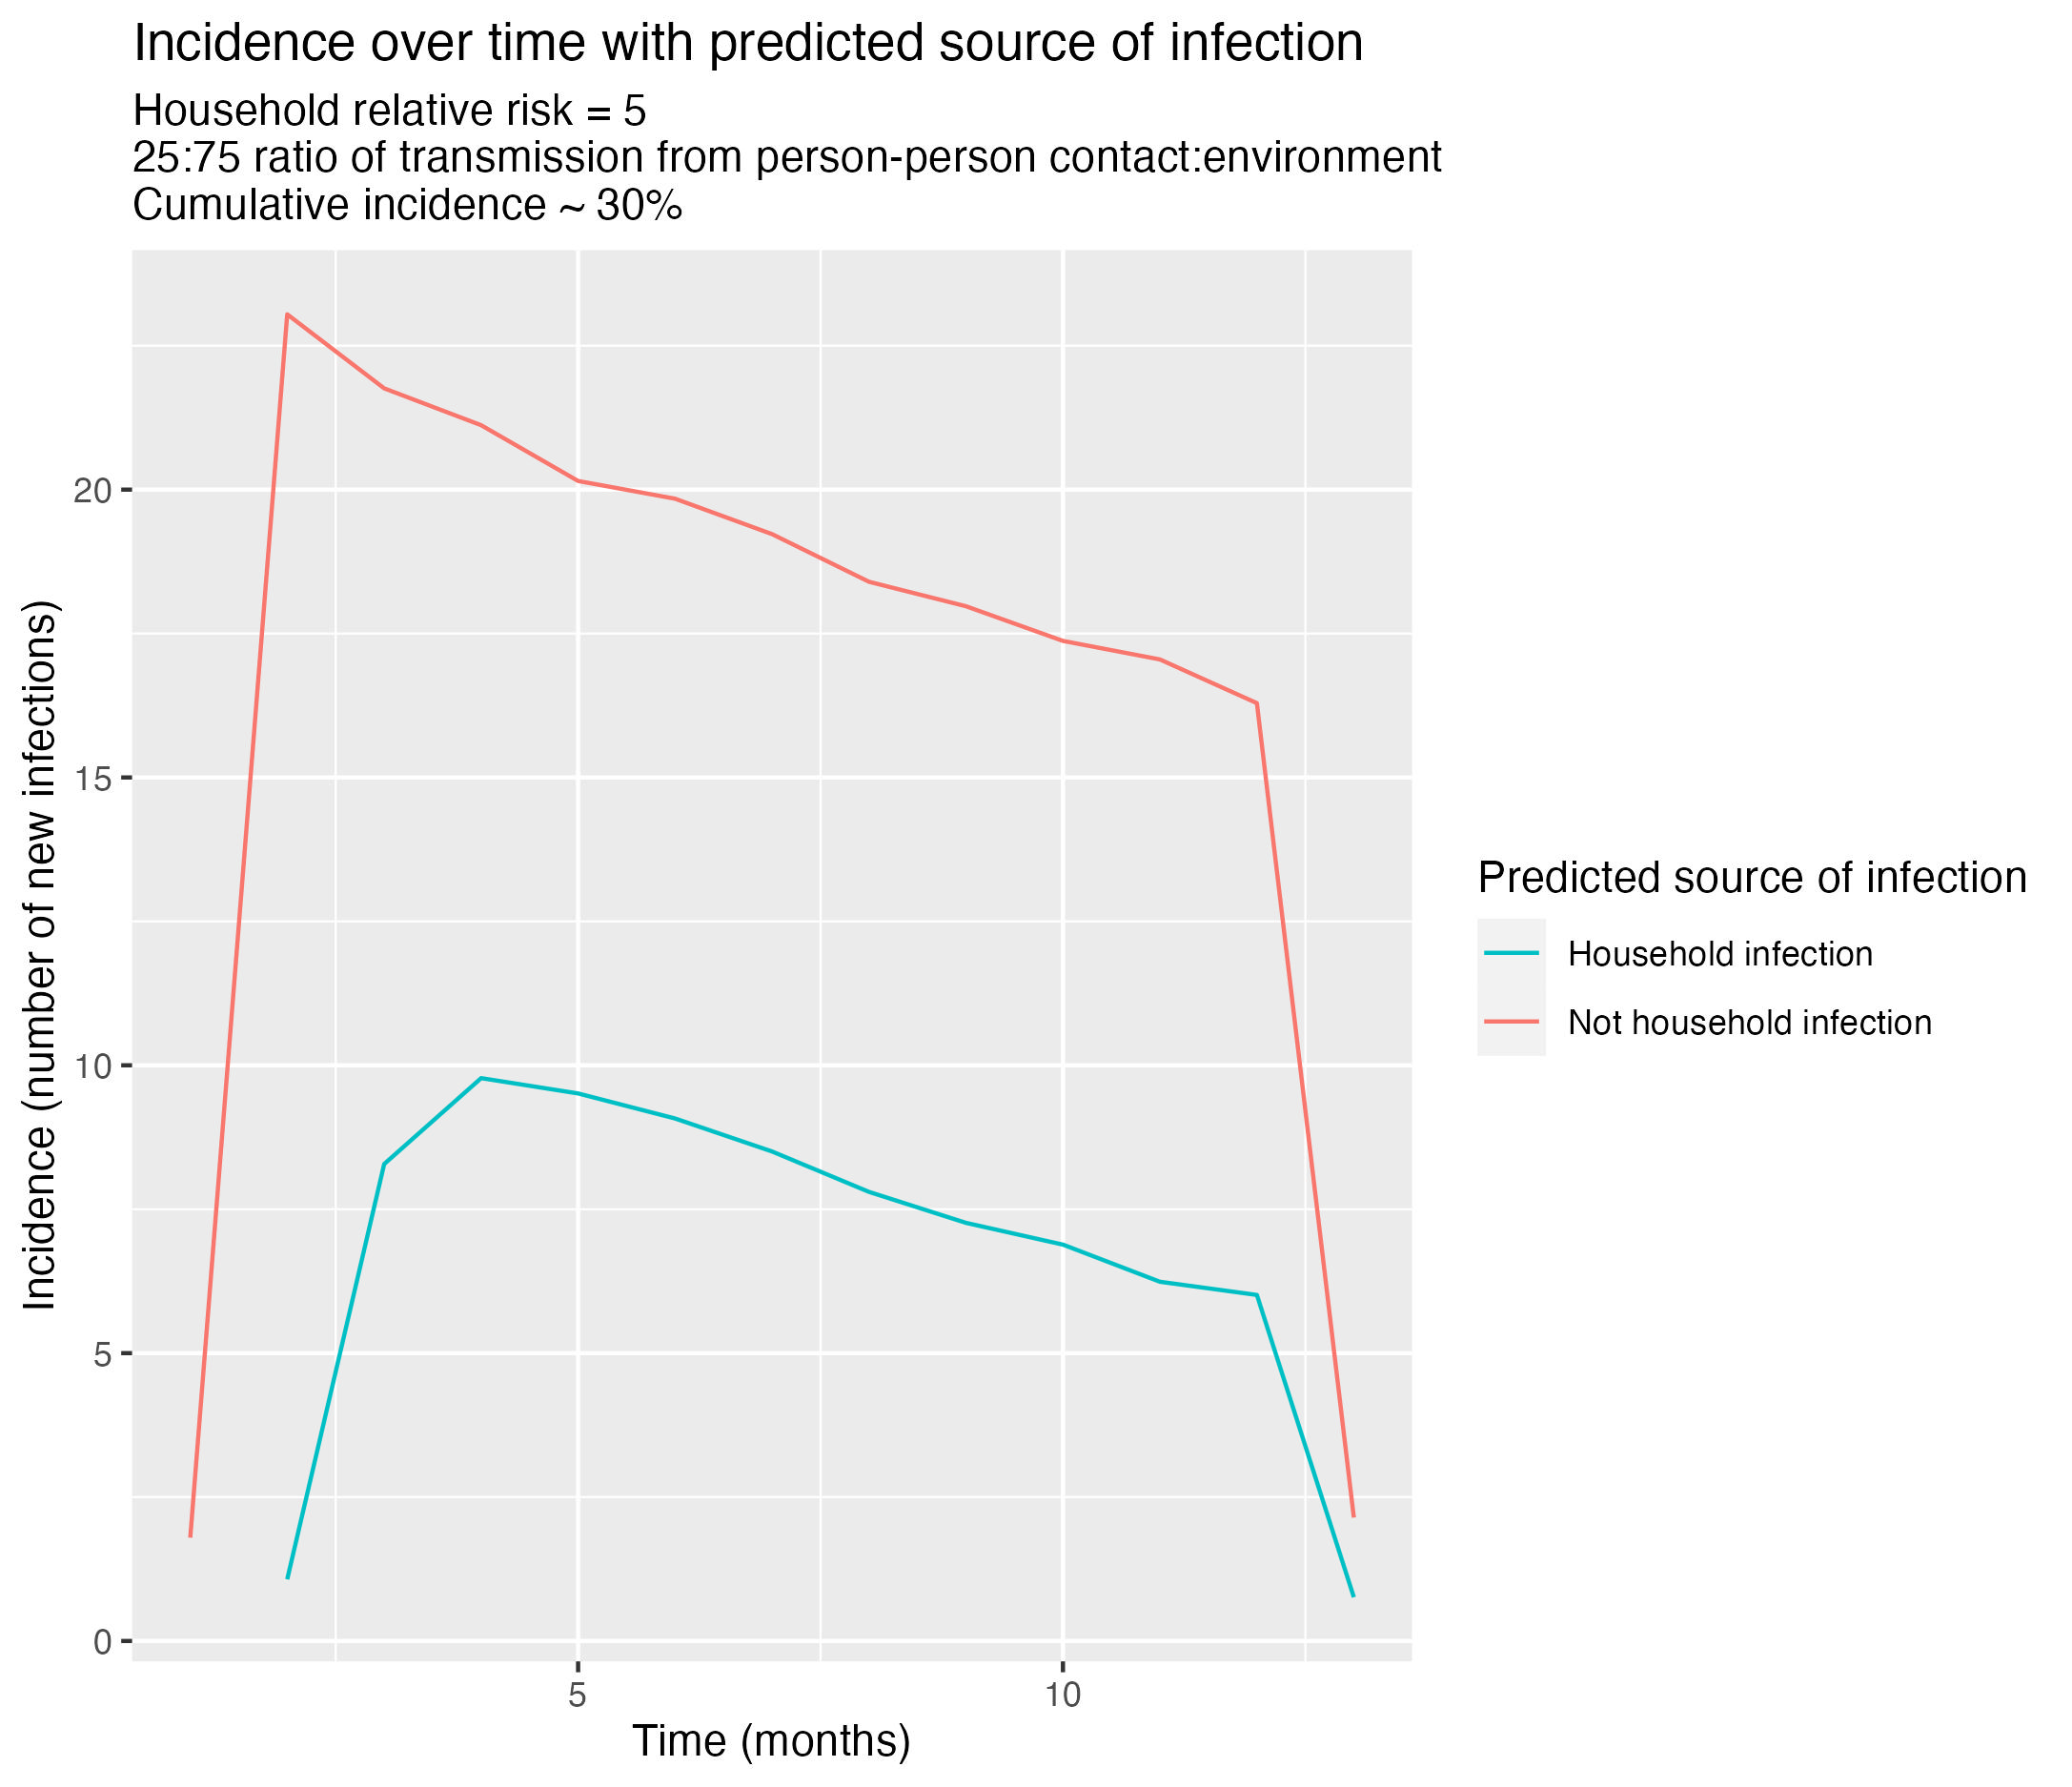 Incidence over time with predicted source of infection
Household relative risk = 5
25:75 ratio of transmission from person-person contact:environment
Cumulative incidence ~ 30%
Incidence (number of new infections)
20
15
10
5
0
5
10
Time (months)
Predicted source of infection
Household infection
Not household infection